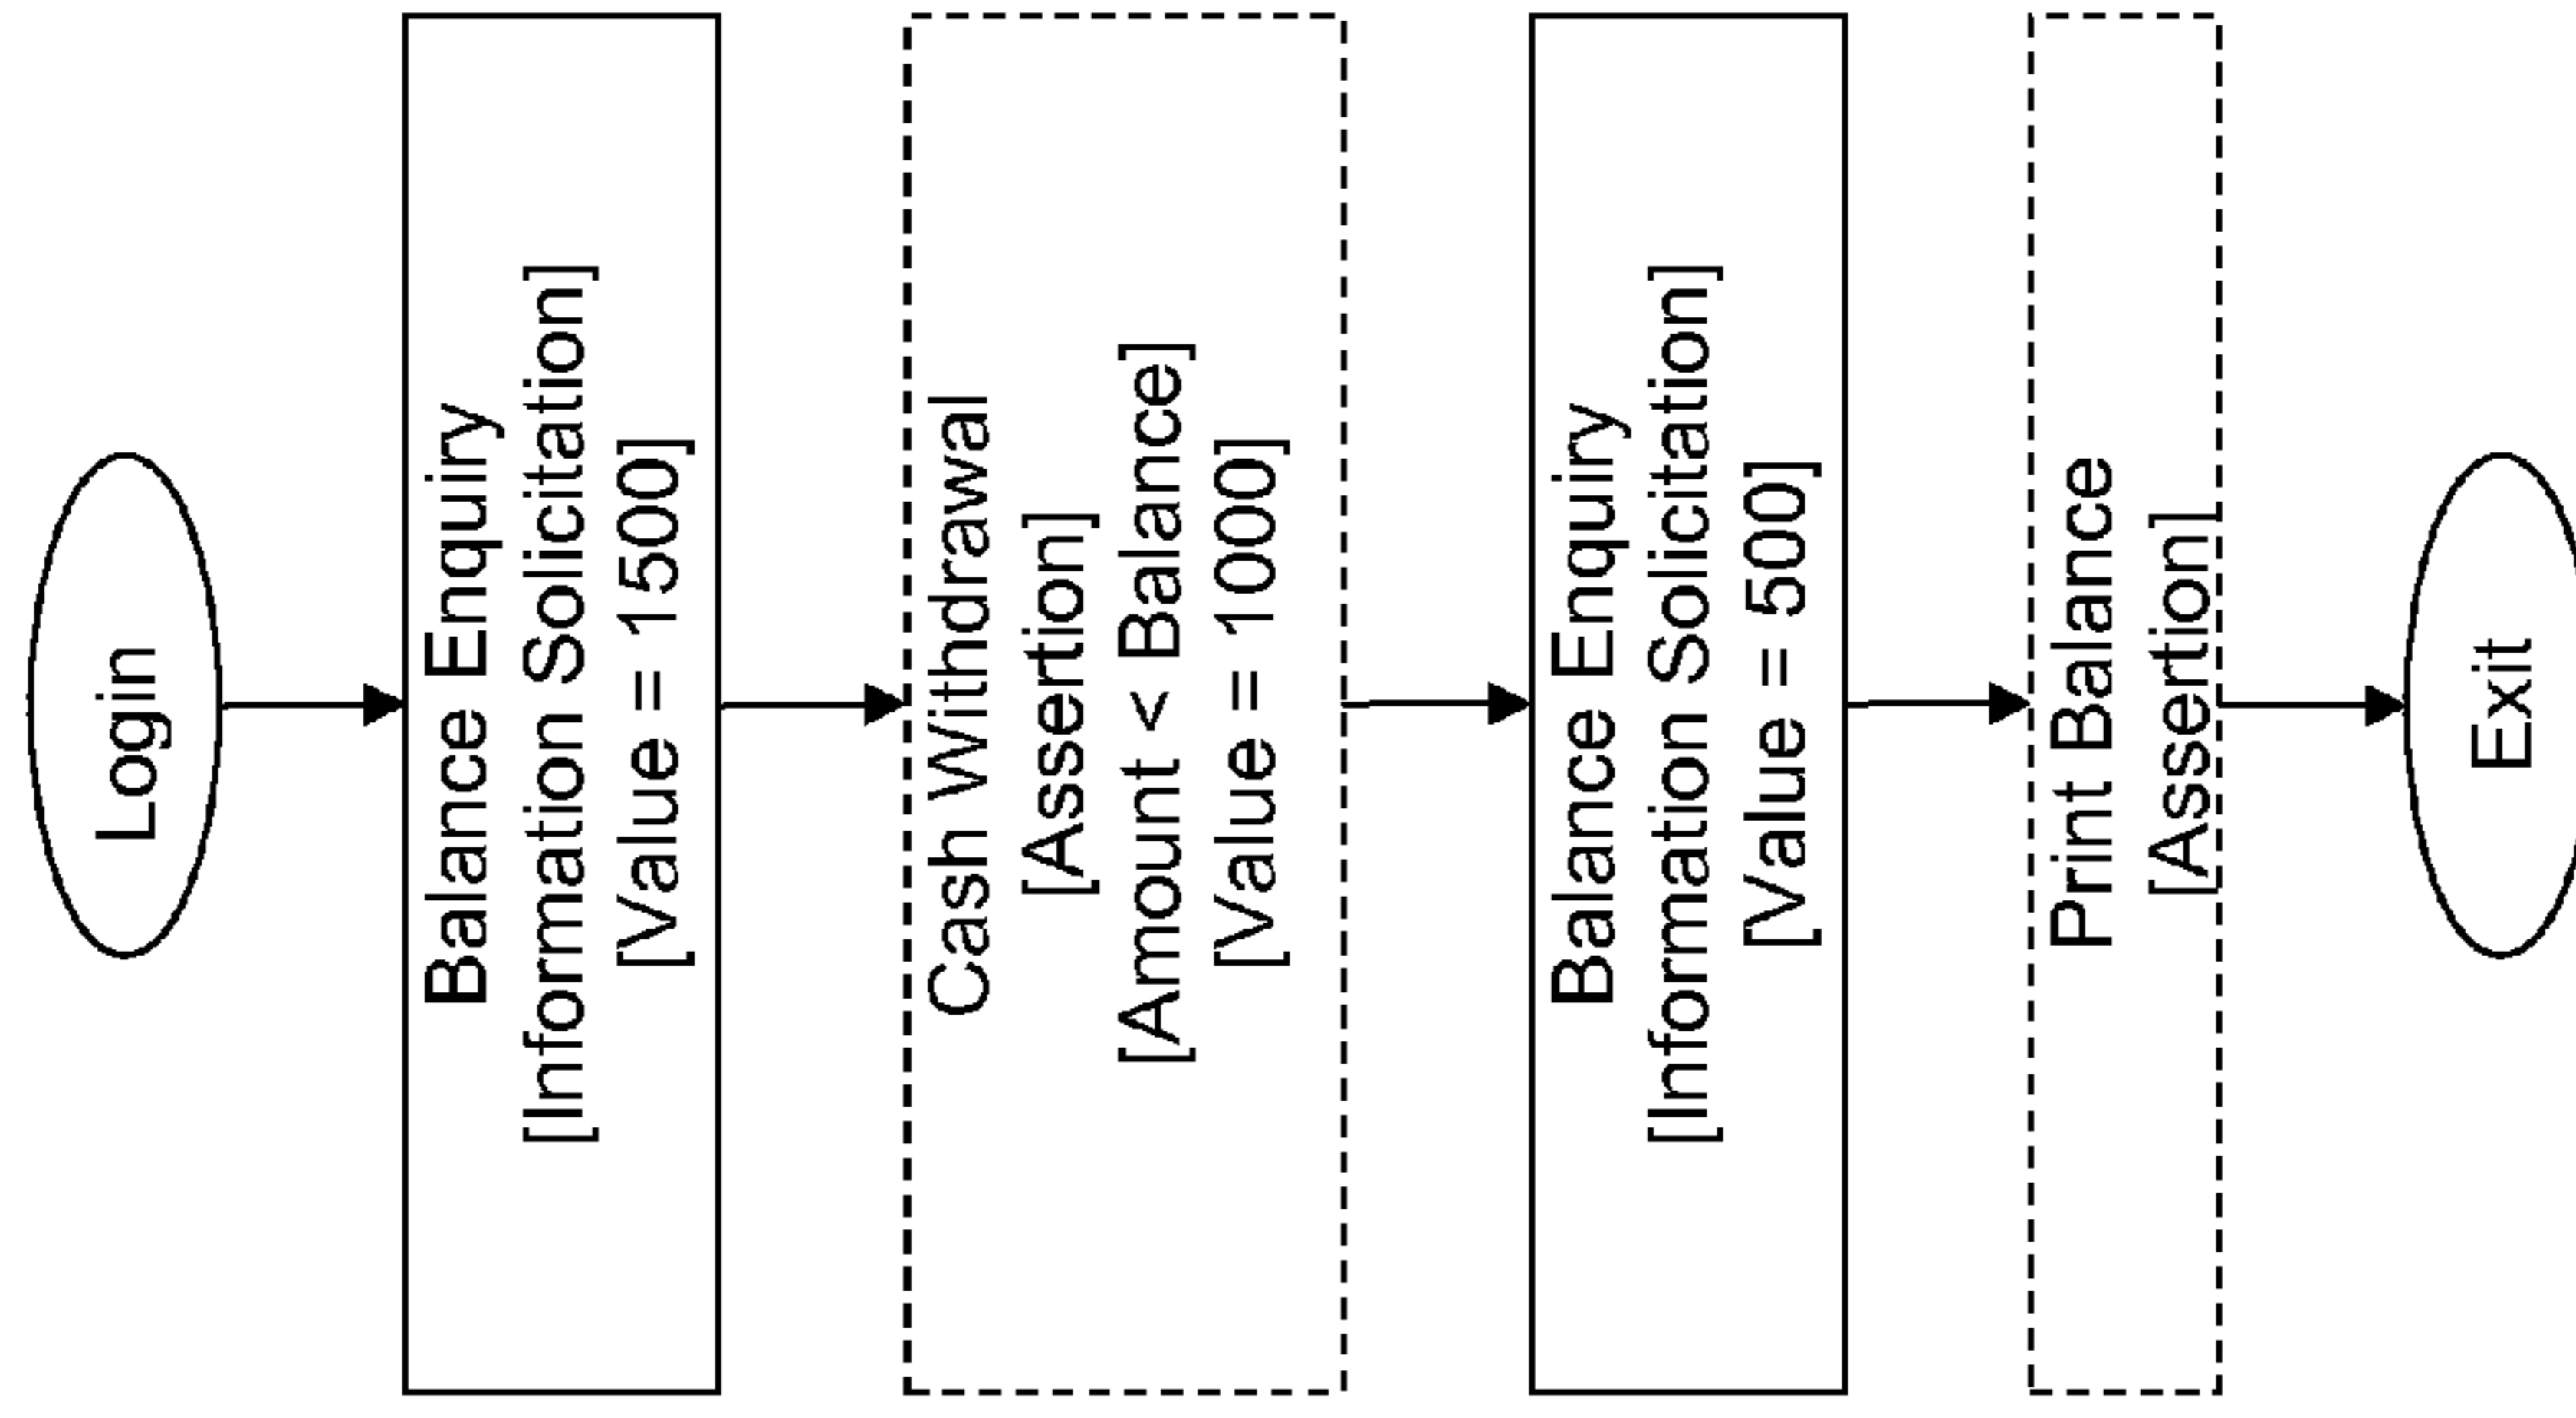 Login
Balance Enquiry
[Information Solicitation]
[Value = 1500]
Cash Withdrawal
[Assertion]
[Amount < Balance]
[Value = 1000]
Balance Enquiry
[Information Solicitation]
[Value = 500]
Print Balance
[Assertion]
Exit